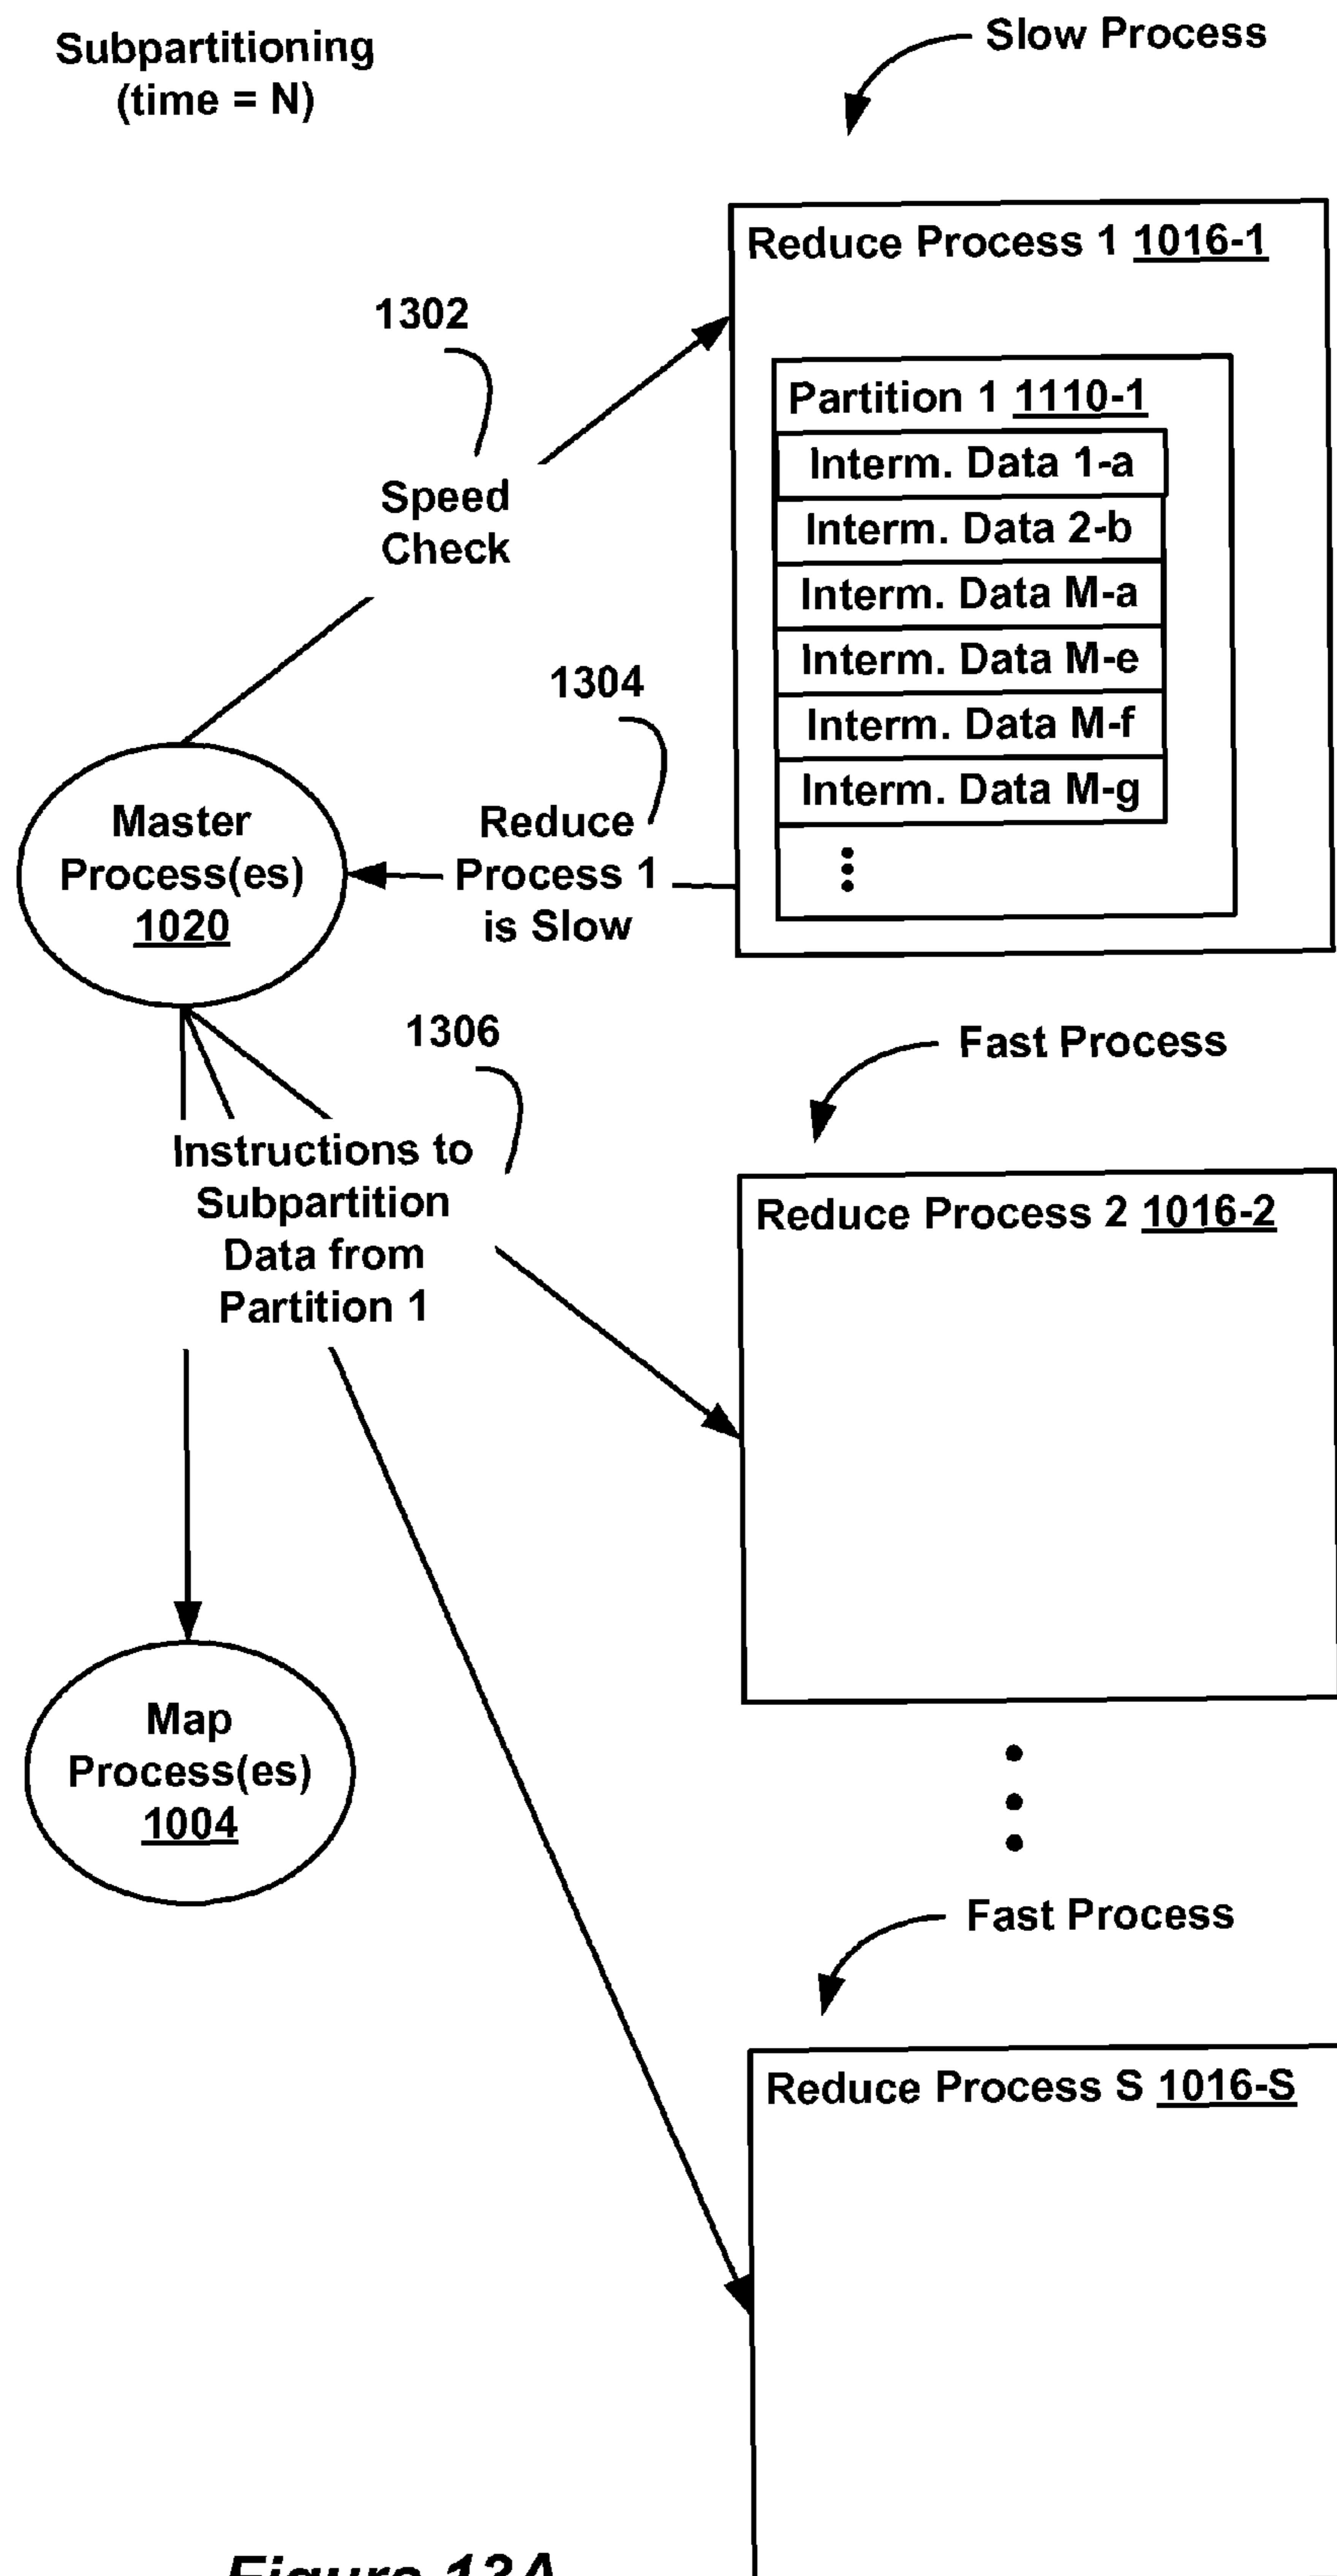 Subpartitioning
(time = N)
Slow Process
Reduce Process 1 1016-1
1302
Partition 1 1110-1
Interm. Data 1-a
Interm. Data 2-b
Interm. Data M-a
Interm. Data M-e
Interm. Data M-f
Interm. Data M-g
Speed
Check
1304
Reduce
Process 1
is Slow
Master
Process(es)
1020
1306
Fast Process
Instructions to
Subpartition
Data from
Partition 1
Reduce Process 2 1016-2
Map
Process(es)
1004
Fast Process
Reduce Process S 1016-S
Figure 13A